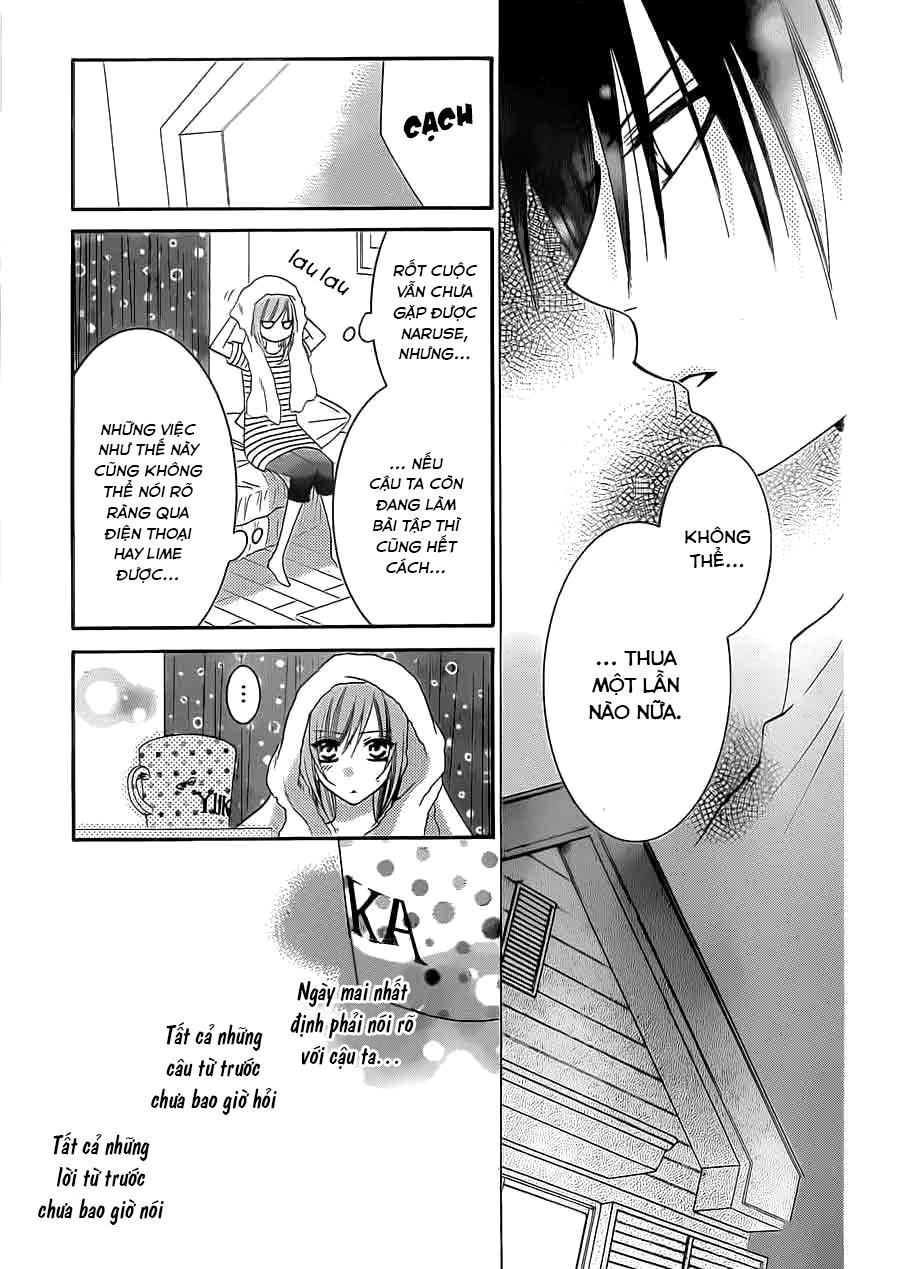 KHÔNG
THỂ...
... THUA
MỘT LẦN
NÀO NỮA.
CẠCH
lau lau
RỐT CUỘC
VẪN CHƯA
GẶP ĐƯỢC
NARUSE,
NHƯNG...
... NẾU
CẬU TA CÒN
ĐANG LÀM
BÀI TẬP THÌ
CŨNG HẾT
CÁCH...
NHỮNG VIỆC
NHƯ THẾ NÀY
CŨNG KHÔNG
THỂ NÓI RÕ
RÀNG QUA
ĐIỆN THOẠI
HAY LIME
ĐƯỢC...
...
YJIK
KA
Ngày mai nhất
định phải nói rõ
với cậu ta...
Tất cả những
câu từ trước
chưa bao giờ hỏi
Tất cả những
lời từ trước
chưa bao giờ nói